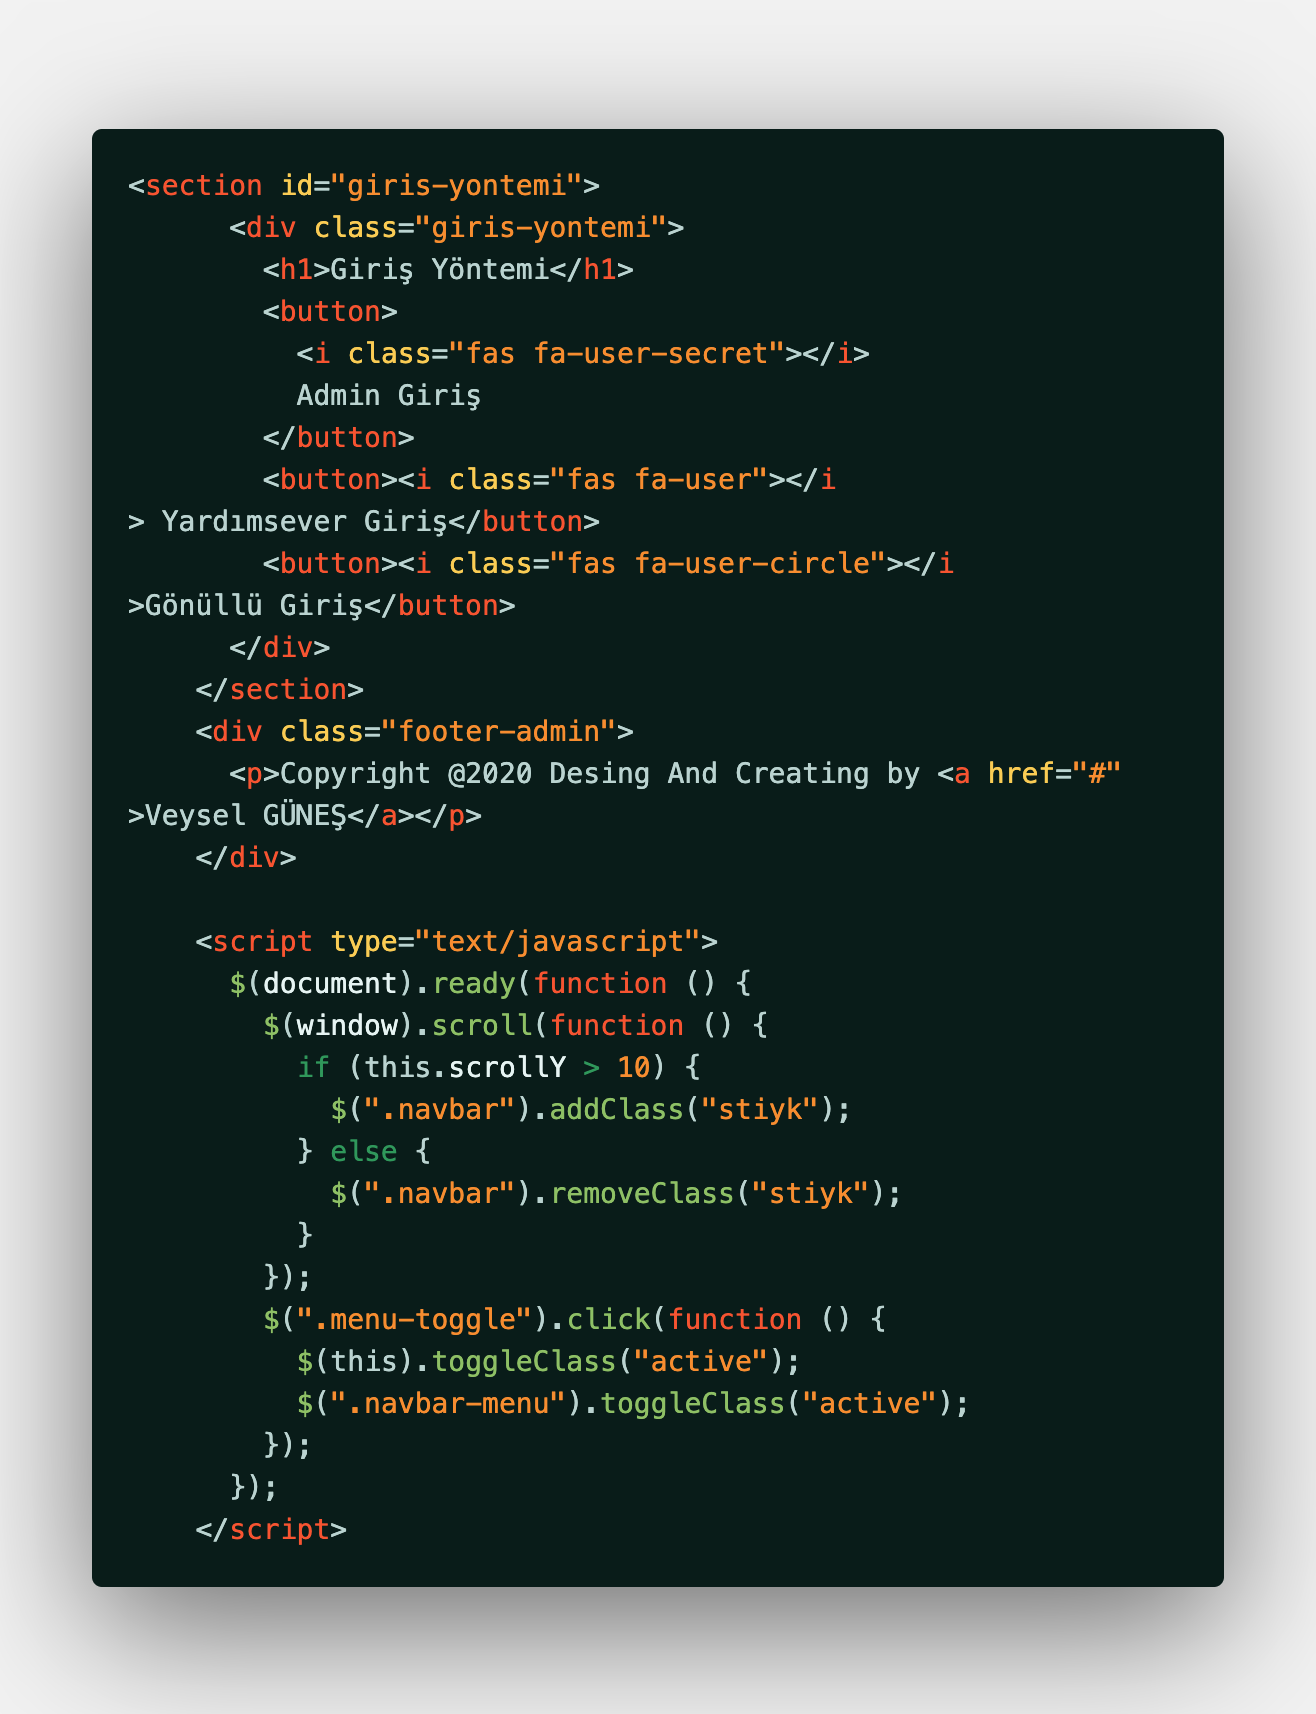 <section id="giris-yontemi">
      <div class="giris-yontemi">
        <h1>Giriş Yöntemi</h1>
        <button>
          <i class="fas fa-user-secret"></i>
          Admin Giriş
        </button>
        <button><i class="fas fa-user"></i
> Yardımsever Giriş</button>
        <button><i class="fas fa-user-circle"></i
>Gönüllü Giriş</button>
      </div>
    </section>
    <div class="footer-admin">
      <p>Copyright @2020 Desing And Creating by <a href="#"
>Veysel GÜNEŞ</a></p>
    </div>

    <script type="text/javascript">
      $(document).ready(function () {
        $(window).scroll(function () {
          if (this.scrollY > 10) {
            $(".navbar").addClass("stiyk");
          } else {
            $(".navbar").removeClass("stiyk");
          }
        });
        $(".menu-toggle").click(function () {
          $(this).toggleClass("active");
          $(".navbar-menu").toggleClass("active");
        });
      });
    </script>